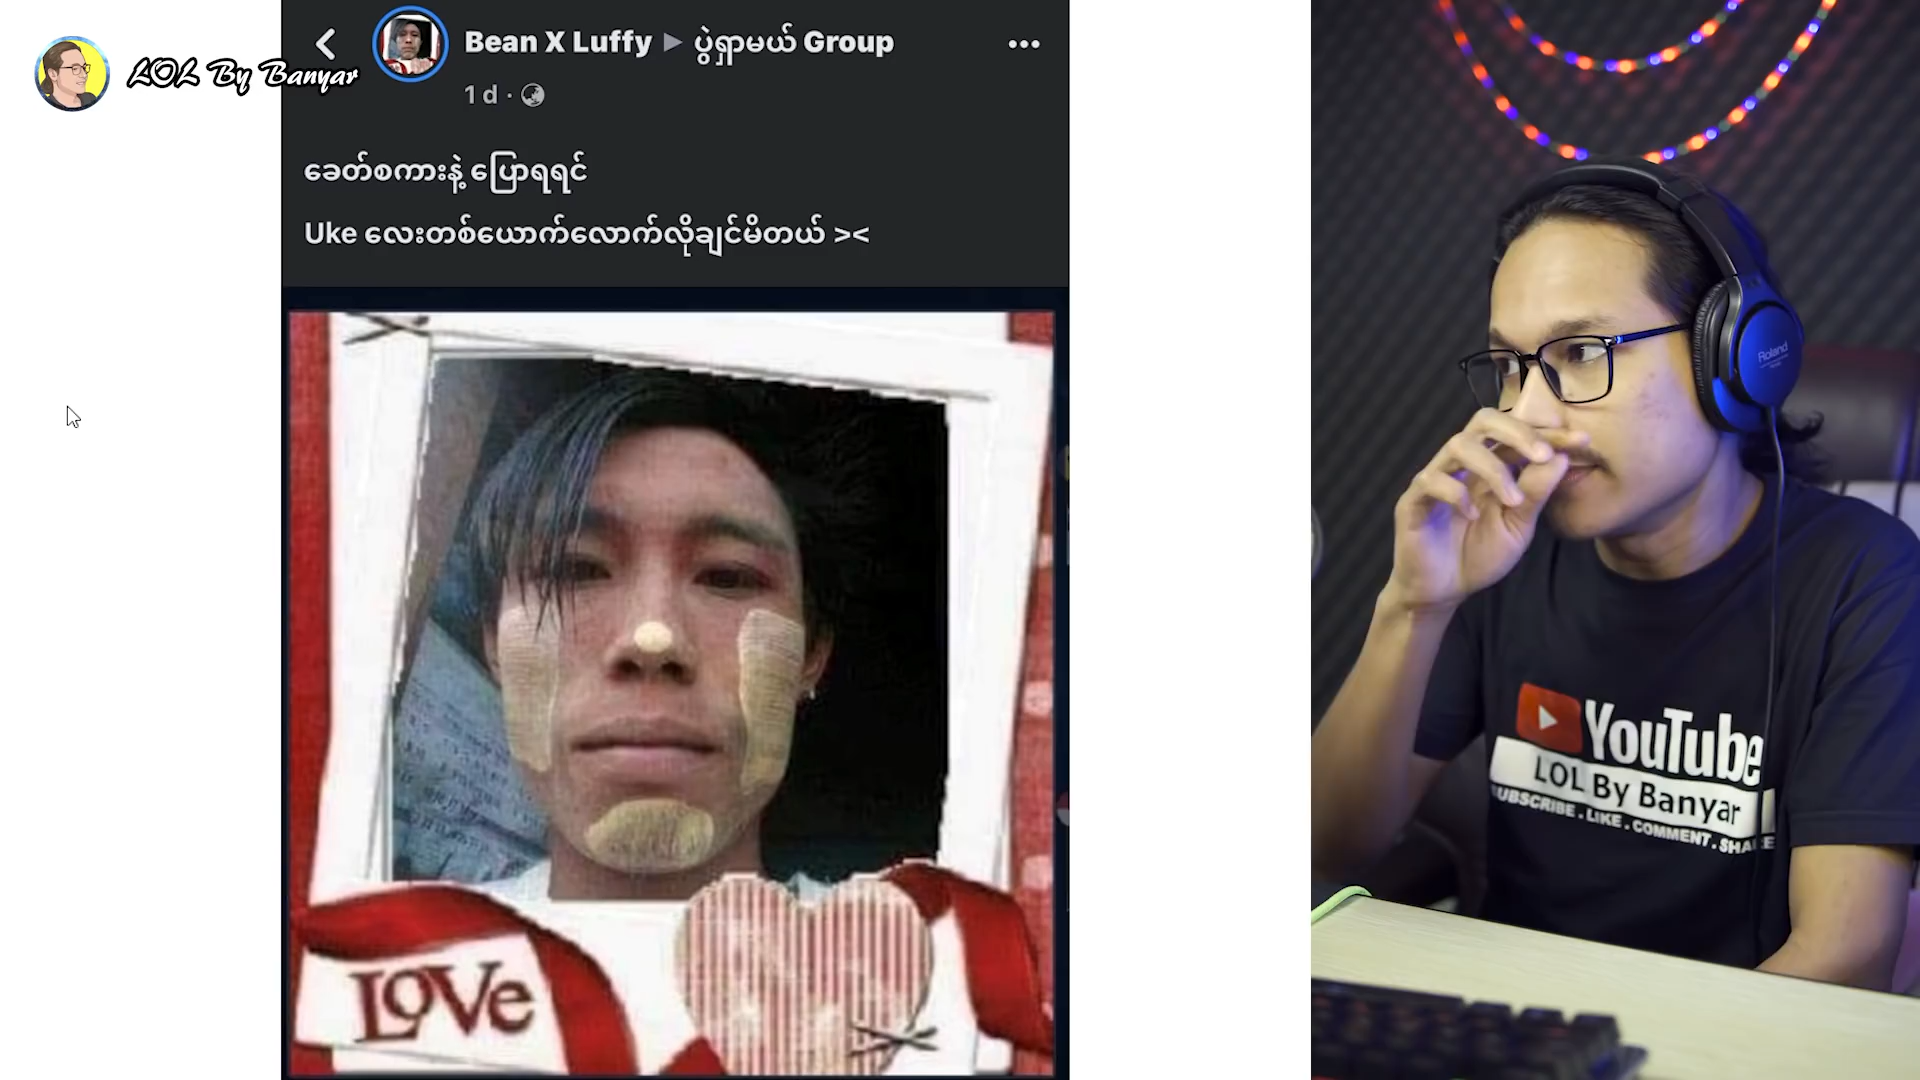 LOL By Banyar
Bean X Luffy ▸ ပွဲရှာမယ် Group
1 d ·
ခေတ်စကားနဲ့ ပြောရရင်
Uke လေးတစ်ယောက်လောက်လိုချင်မိတယ် ><
LOVe
Roland
YouTube
LOL By Banyar
SUBSCRIBE . LIKE . COMMENT . SHARE